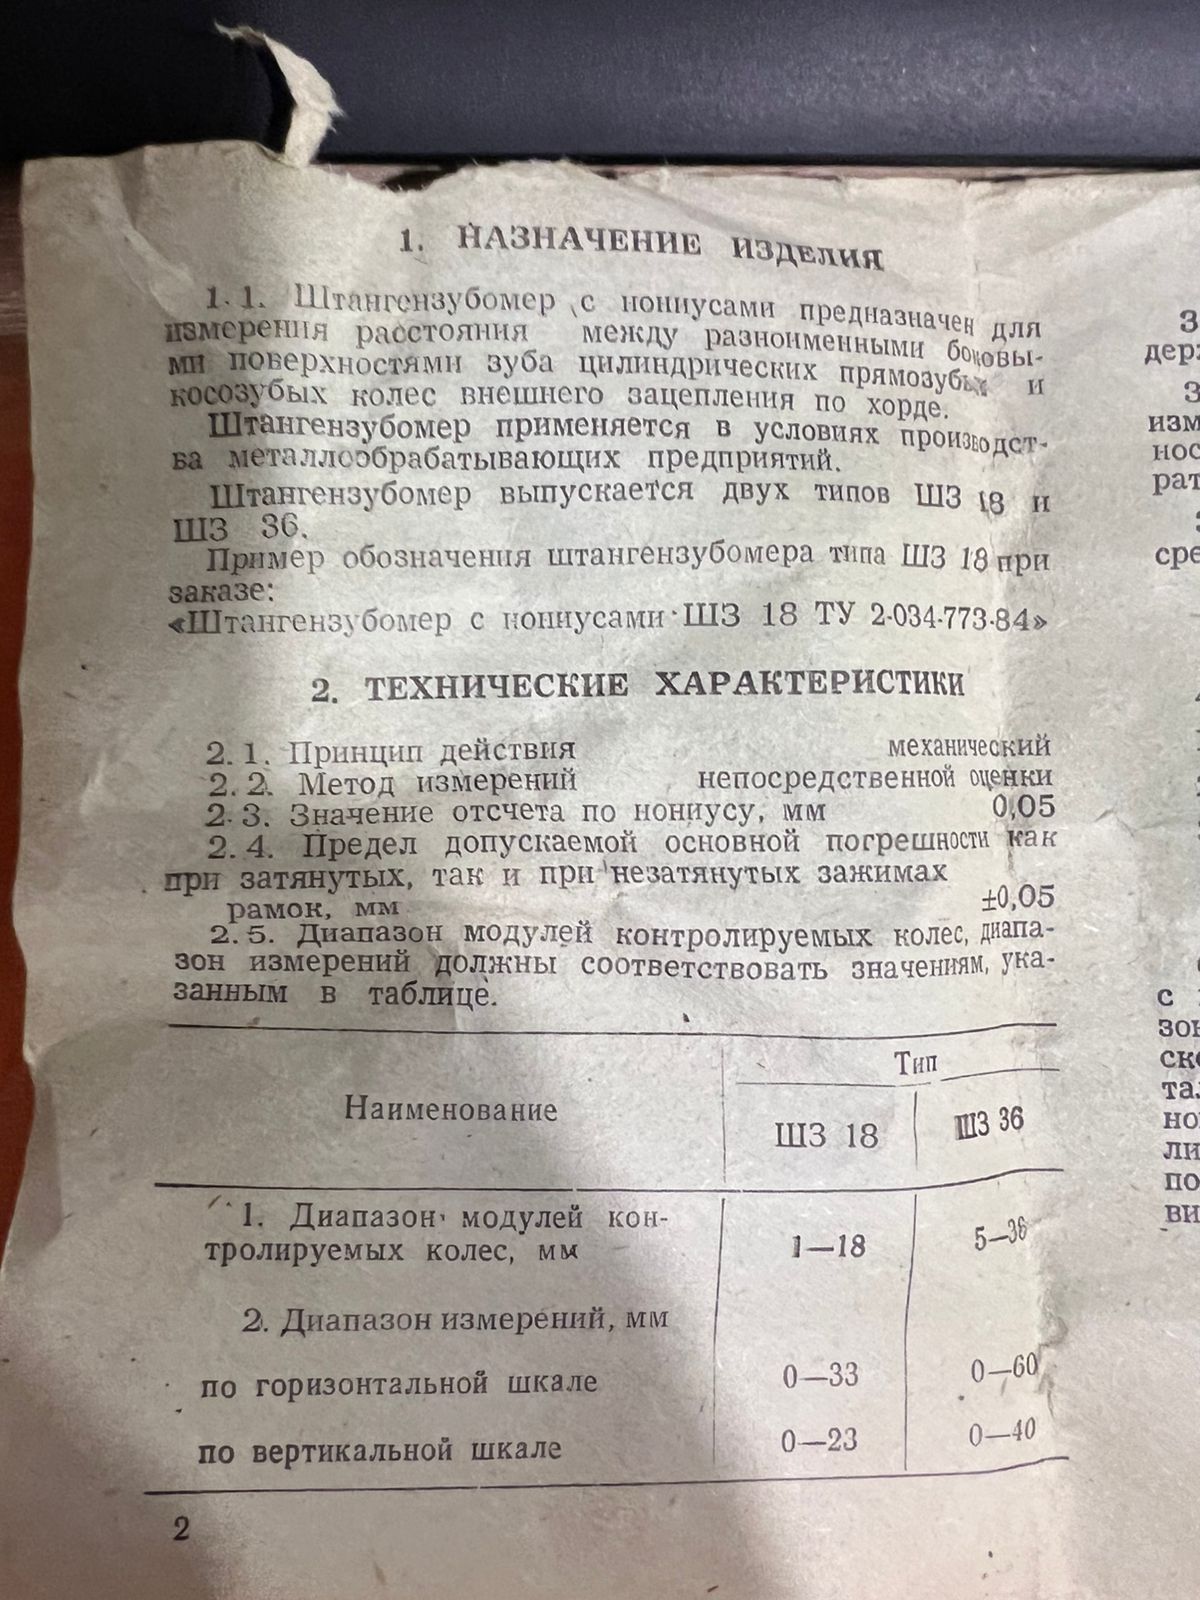 1. НАЗНАЧЕНИЕ ИЗДЕЛИЯ
1.1. Штангензубомер с нониусами предназначен для
измерения расстояния между разноименными боковы-
ми поверхностями зуба цилиндрических прямозубых и
косозубых колес внешнего зацепления по хорде.
Штангензубомер применяется в условиях производст-
ва металлообрабатывающих предприятий.
Штангензубомер выпускается двух типов ШЗ 18 и
ШЗ 36.
Пример обозначения штангензубомера типа ШЗ 18 при
заказе:
«Штангензубомер с нониусами ШЗ 18 ТУ 2-034-773-84»
2. ТЕХНИЧЕСКИЕ ХАРАКТЕРИСТИКИ
2.1. Принцип действия механический
2.2. Метод измерений непосредственной оценки
2.3. Значение отсчета по нониусу, мм 0,05
2.4. Предел допускаемой основной погрешности как
при затянутых, так и при незатянутых зажимах
рамок, мм ±0,05
2.5. Диапазон модулей контролируемых колес, диапа-
зон измерений должны соответствовать значениям, ука-
занным в таблице.
Тип
Наименование
ШЗ 18 ШЗ 36
1. Диапазон модулей кон-
тролируемых колес, мм 1—18 5—36
2. Диапазон измерений, мм
по горизонтальной шкале 0—33 0—60
по вертикальной шкале 0—23 0—40
2